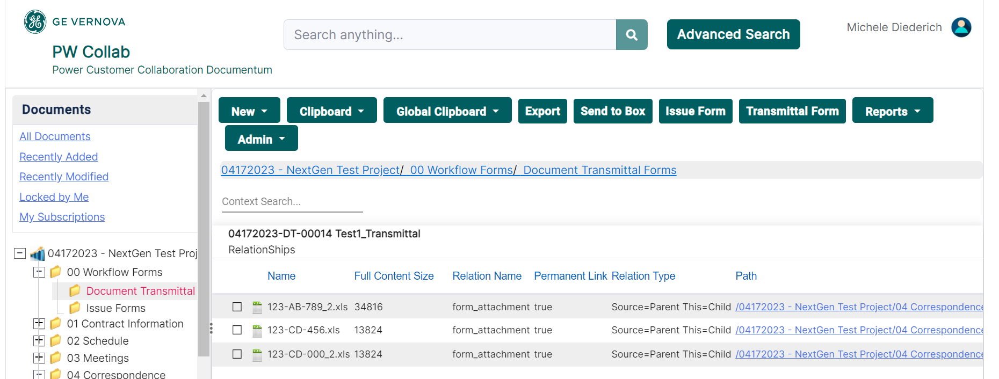 GE VERNOVA
PW Collab
Power Customer Collaboration Documentum
Search anything...
Advanced Search
Michele Diederich
Documents
All Documents
Recently Added
Recently Modified
Locked by Me
My Subscriptions
04172023 - NextGen Test Proj
00 Workflow Forms
Document Transmittal
Issue Forms
01 Contract Information
02 Schedule
03 Meetings
04 Correspondence
New
Clipboard
Global Clipboard
Export
Send to Box
Issue Form
Transmittal Form
Reports
Admin
04172023 - NextGen Test Project/ 00 Workflow Forms/ Document Transmittal Forms
Context Search...
04172023-DT-00014 Test1_Transmittal
RelationShips
Name Full Content Size Relation Name Permanent Link Relation Type Path
123-AB-789_2.xls 34816 form_attachment true Source=Parent This=Child /04172023 - NextGen Test Project/04 Correspondence
123-CD-456.xls 13824 form_attachment true Source=Parent This=Child /04172023 - NextGen Test Project/04 Correspondence
123-CD-000_2.xls 13824 form_attachment true Source=Parent This=Child /04172023 - NextGen Test Project/04 Correspondence